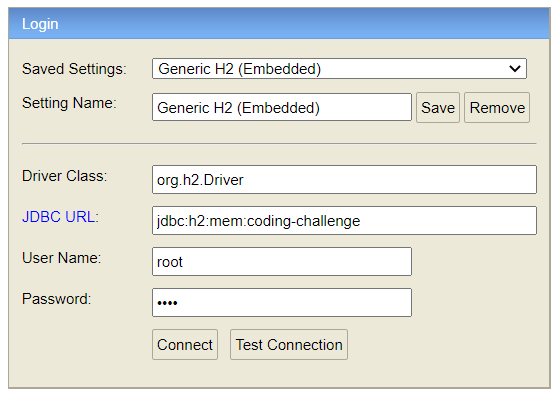 Login
Saved Settings: Generic H2 (Embedded)
Setting Name: Generic H2 (Embedded) Save Remove
Driver Class: org.h2.Driver
JDBC URL: jdbc:h2:mem:coding-challenge
User Name: root
Password: ••••
Connect Test Connection